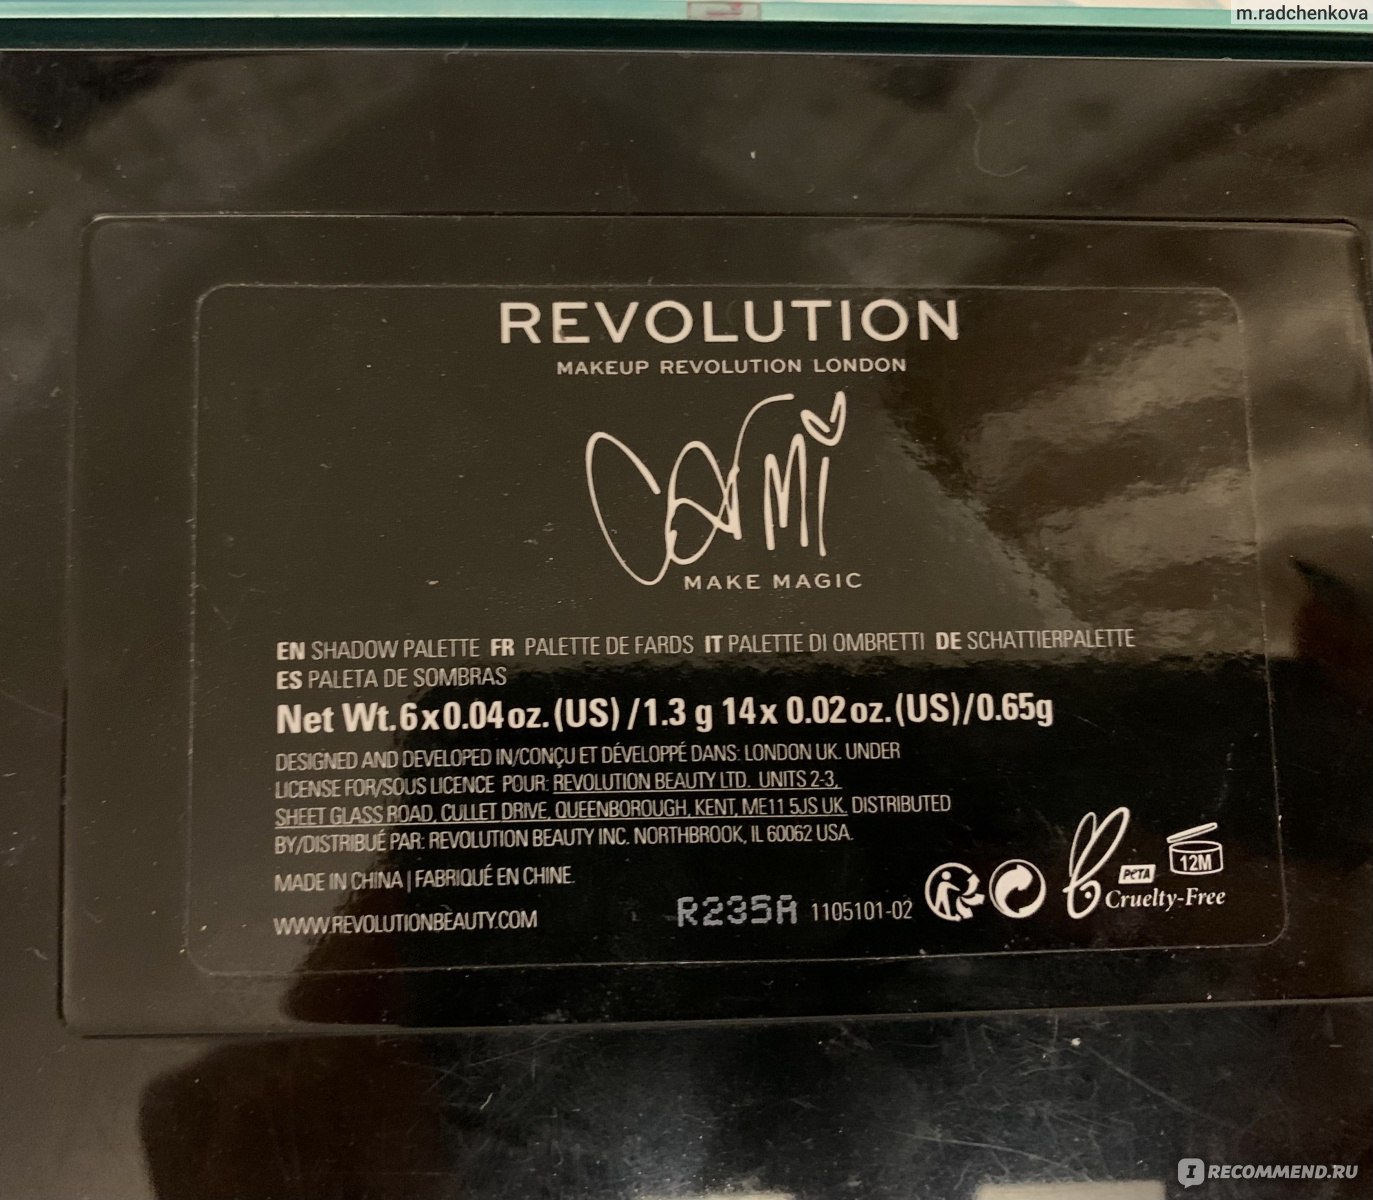 m.radchenkova
REVOLUTION
MAKEUP REVOLUTION LONDON
Carmi
MAKE MAGIC
EN SHADOW PALETTE FR PALETTE DE FARDS IT PALETTE DI OMBRETTI DE SCHATTIERPALETTE
ES PALETA DE SOMBRAS
Net Wt. 6x0.04 oz. (US) / 1.3 g 14x 0.02 oz. (US)/0.65g
DESIGNED AND DEVELOPED IN/CONÇU ET DÉVELOPPÉ DANS: LONDON UK. UNDER
LICENSE FOR/SOUS LICENCE POUR: REVOLUTION BEAUTY LTD. UNITS 2-3,
SHEET GLASS ROAD, CULLET DRIVE, QUEENBOROUGH, KENT, ME11 5JS UK. DISTRIBUTED
BY/DISTRIBUÉ PAR: REVOLUTION BEAUTY INC. NORTHBROOK, IL 60062 USA.
MADE IN CHINA | FABRIQUÉ EN CHINE.
WWW.REVOLUTIONBEAUTY.COM
R235A 1105101-02
PETA
Cruelty-Free
12M
IRECOMMEND.RU